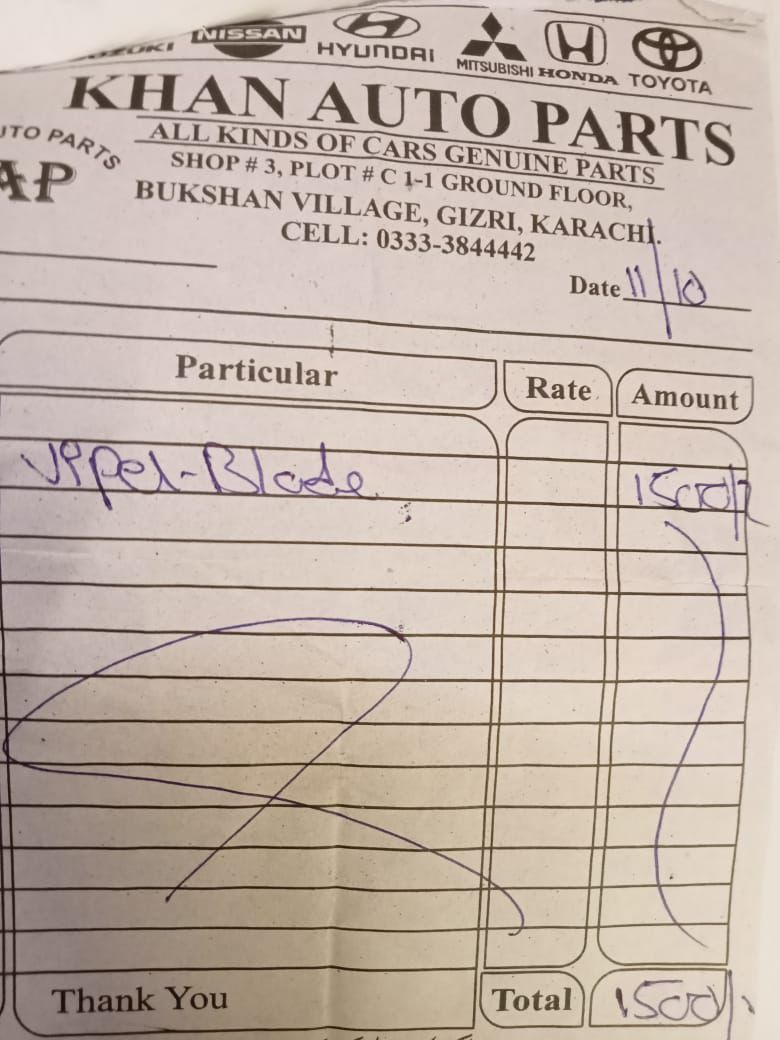 SUZUKI NISSAN HYUNDAI MITSUBISHI HONDA TOYOTA
KHAN AUTO PARTS
AUTO PARTS
AP
ALL KINDS OF CARS GENUINE PARTS
SHOP # 3, PLOT # C 1-1 GROUND FLOOR,
BUKSHAN VILLAGE, GIZRI, KARACHI.
CELL: 0333-3844442
Date 11/10
Particular Rate Amount
Viper-Blade 1500/-
Thank You Total 1500/-